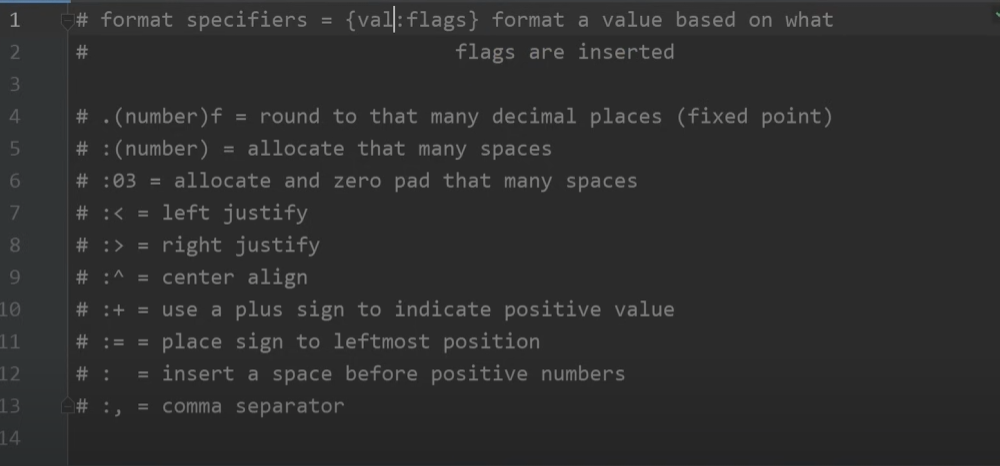 1 # format specifiers = {val:flags} format a value based on what
2 #                               flags are inserted
3
4 # .(number)f = round to that many decimal places (fixed point)
5 # :(number) = allocate that many spaces
6 # :03 = allocate and zero pad that many spaces
7 # :< = left justify
8 # :> = right justify
9 # :^ = center align
10 # :+ = use a plus sign to indicate positive value
11 # := = place sign to leftmost position
12 # :  = insert a space before positive numbers
13 # :, = comma separator
14